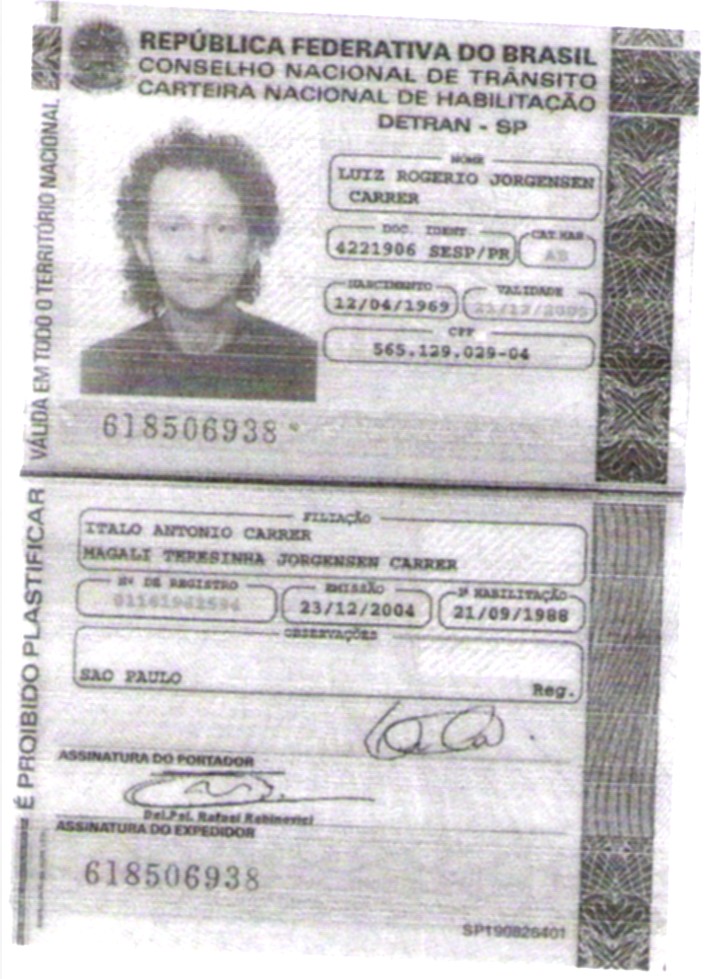 REPÚBLICA FEDERATIVA DO BRASIL
CONSELHO NACIONAL DE TRÂNSITO
CARTEIRA NACIONAL DE HABILITAÇÃO
DETRAN - SP
VÁLIDA EM TODO O TERRITÓRIO NACIONAL
NOME
LUIZ ROGERIO JORGENSEN
CARRER
DOC. IDENT. CAT.HAB
4221906 SESP/PR AB
NASCIMENTO VALIDADE
12/04/1969
CPF
565.129.029-04
618506938
É PROIBIDO PLASTIFICAR
FILIAÇÃO
ITALO ANTONIO CARRER
MAGALI TERESINHA JORGENSEN CARRER
Nº DE REGISTRO EMISSÃO 1ª HABILITAÇÃO
23/12/2004 21/09/1988
OBSERVAÇÕES
SAO PAULO Reg.
ASSINATURA DO PORTADOR
Del.Pol. Rafael Rabinovici
ASSINATURA DO EXPEDIDOR
618506938
SP190826401